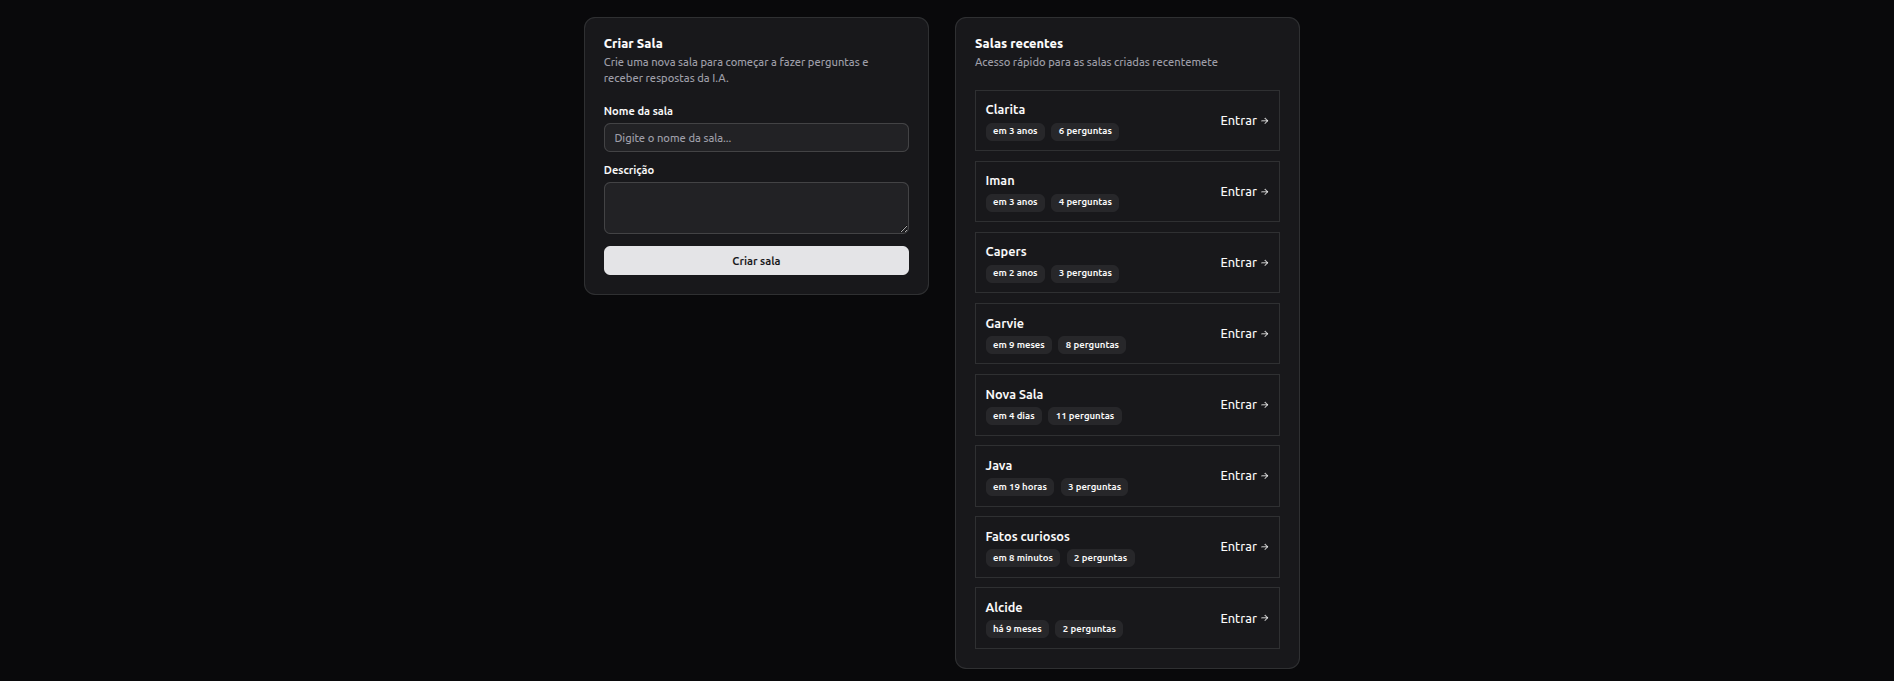 Criar Sala
Crie uma nova sala para começar a fazer perguntas e
receber respostas da I.A.
Nome da sala
Digite o nome da sala...
Descrição
Criar sala
Salas recentes
Acesso rápido para as salas criadas recentemete
Clarita
em 3 anos 6 perguntas
Entrar →
Iman
em 3 anos 4 perguntas
Entrar →
Capers
em 2 anos 3 perguntas
Entrar →
Garvie
em 9 meses 8 perguntas
Entrar →
Nova Sala
em 4 dias 11 perguntas
Entrar →
Java
em 19 horas 3 perguntas
Entrar →
Fatos curiosos
em 8 minutos 2 perguntas
Entrar →
Alcide
há 9 meses 2 perguntas
Entrar →